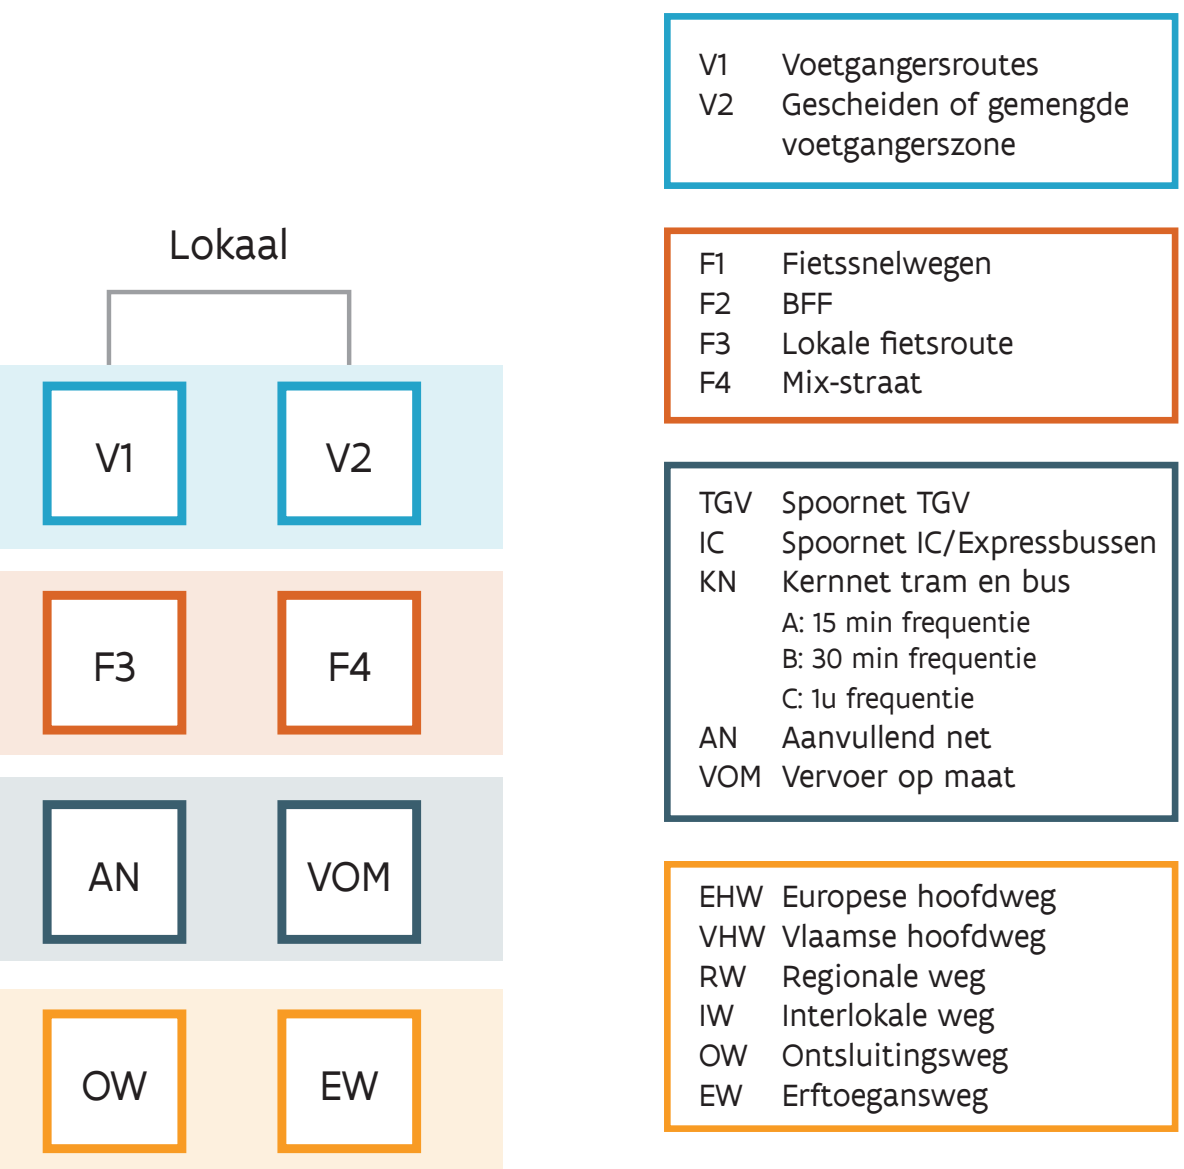 Lokaal
V1 V2
F3 F4
AN VOM
OW EW
V1 Voetgangersroutes
V2 Gescheiden of gemengde
voetgangerszone
F1 Fietssnelwegen
F2 BFF
F3 Lokale fietsroute
F4 Mix-straat
TGV Spoornet TGV
IC Spoornet IC/Expressbussen
KN Kernnet tram en bus
A: 15 min frequentie
B: 30 min frequentie
C: 1u frequentie
AN Aanvullend net
VOM Vervoer op maat
EHW Europese hoofdweg
VHW Vlaamse hoofdweg
RW Regionale weg
IW Interlokale weg
OW Ontsluitingsweg
EW Erftoegansweg